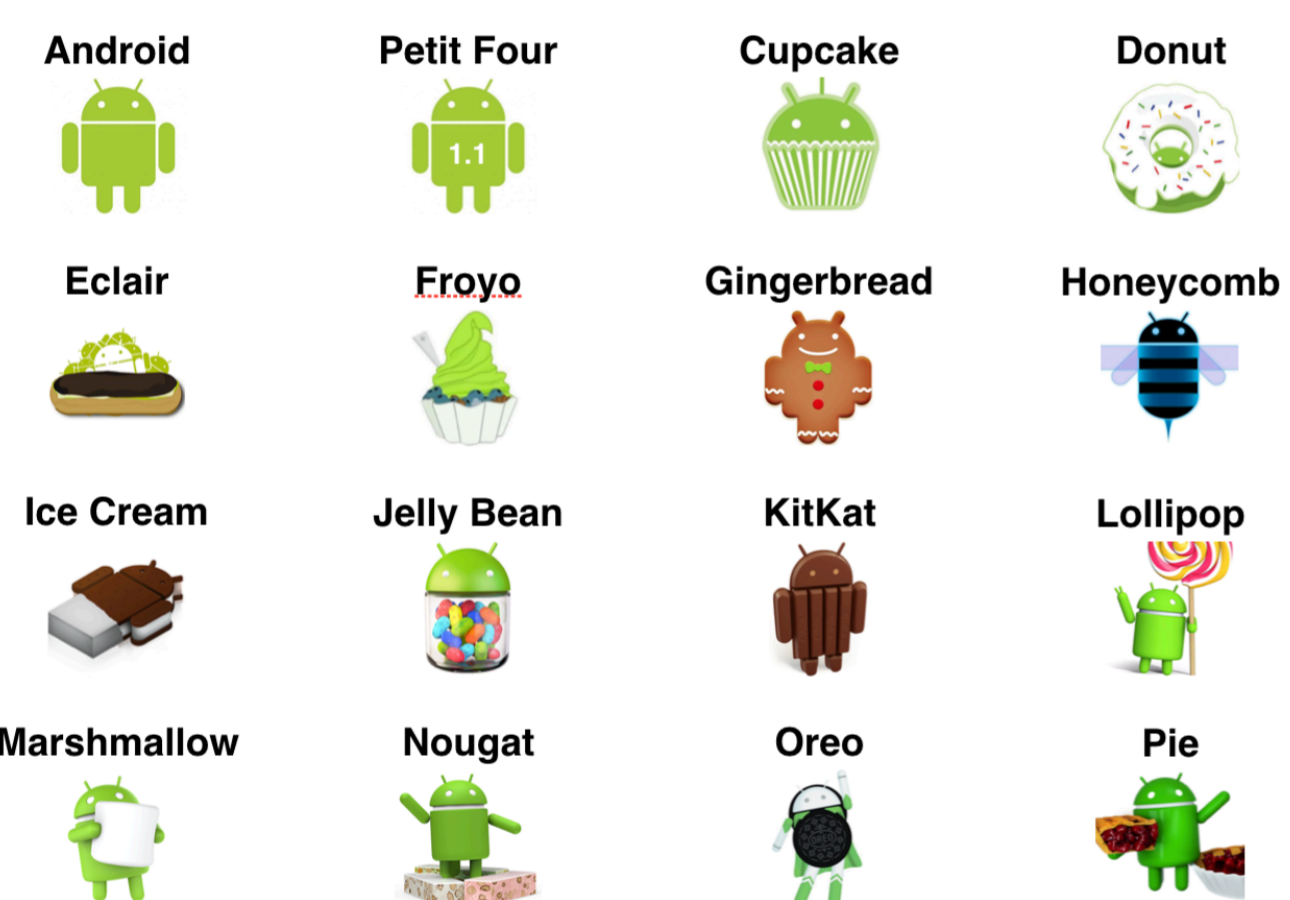 Android
Petit Four
Cupcake
Donut
1.1
Eclair
Froyo
Gingerbread
Honeycomb
Ice Cream
Jelly Bean
KitKat
Lollipop
Marshmallow
Nougat
Oreo
Pie